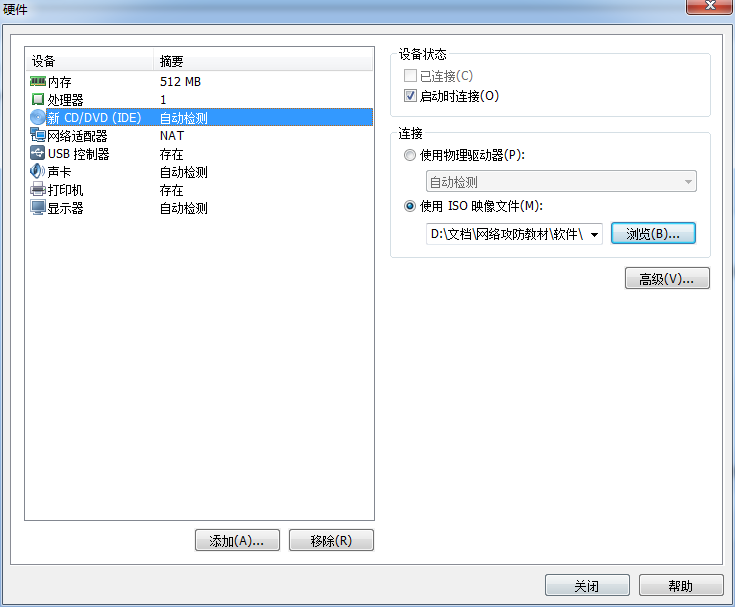 硬件
设备 摘要
内存 512 MB
处理器 1
新 CD/DVD (IDE) 自动检测
网络适配器 NAT
USB 控制器 存在
声卡 自动检测
打印机 存在
显示器 自动检测
添加(A)... 移除(R)
设备状态
已连接(C)
启动时连接(O)
连接
使用物理驱动器(P):
自动检测
使用 ISO 映像文件(M):
D:\文档\网络攻防教材\软件\ 浏览(B)...
高级(V)...
关闭 帮助